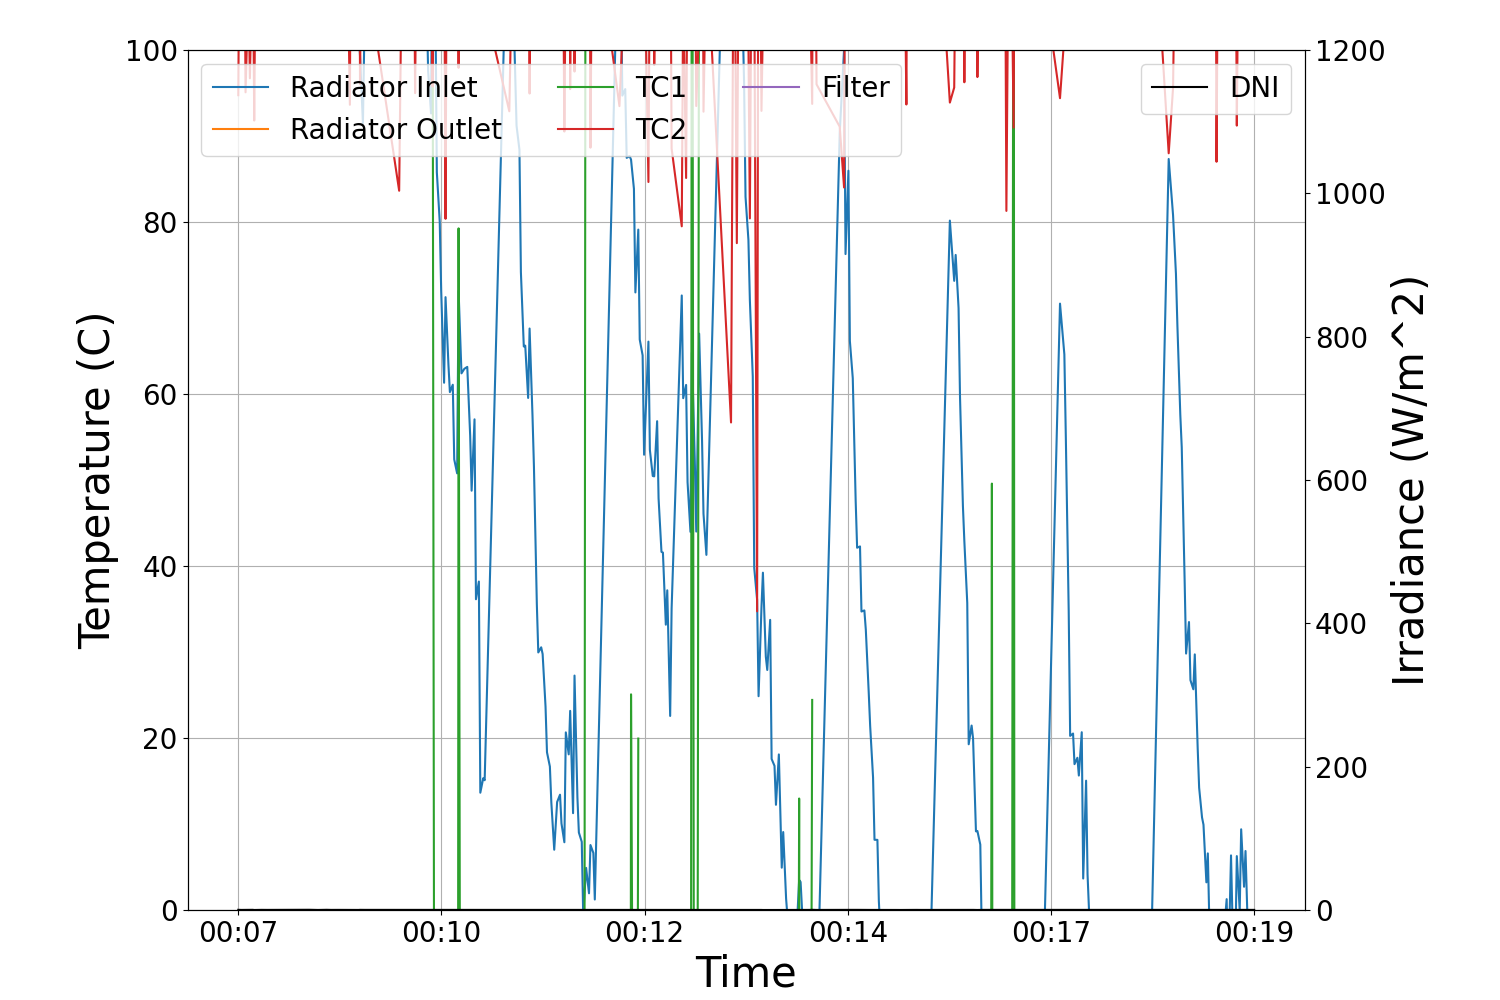 100
80
60
40
20
0
Temperature (C)
Radiator Inlet
Radiator Outlet
TC1
TC2
Filter
DNI
1200
1000
800
600
400
200
0
Irradiance (W/m^2)
00:07 00:10 00:12 00:14 00:17 00:19
Time